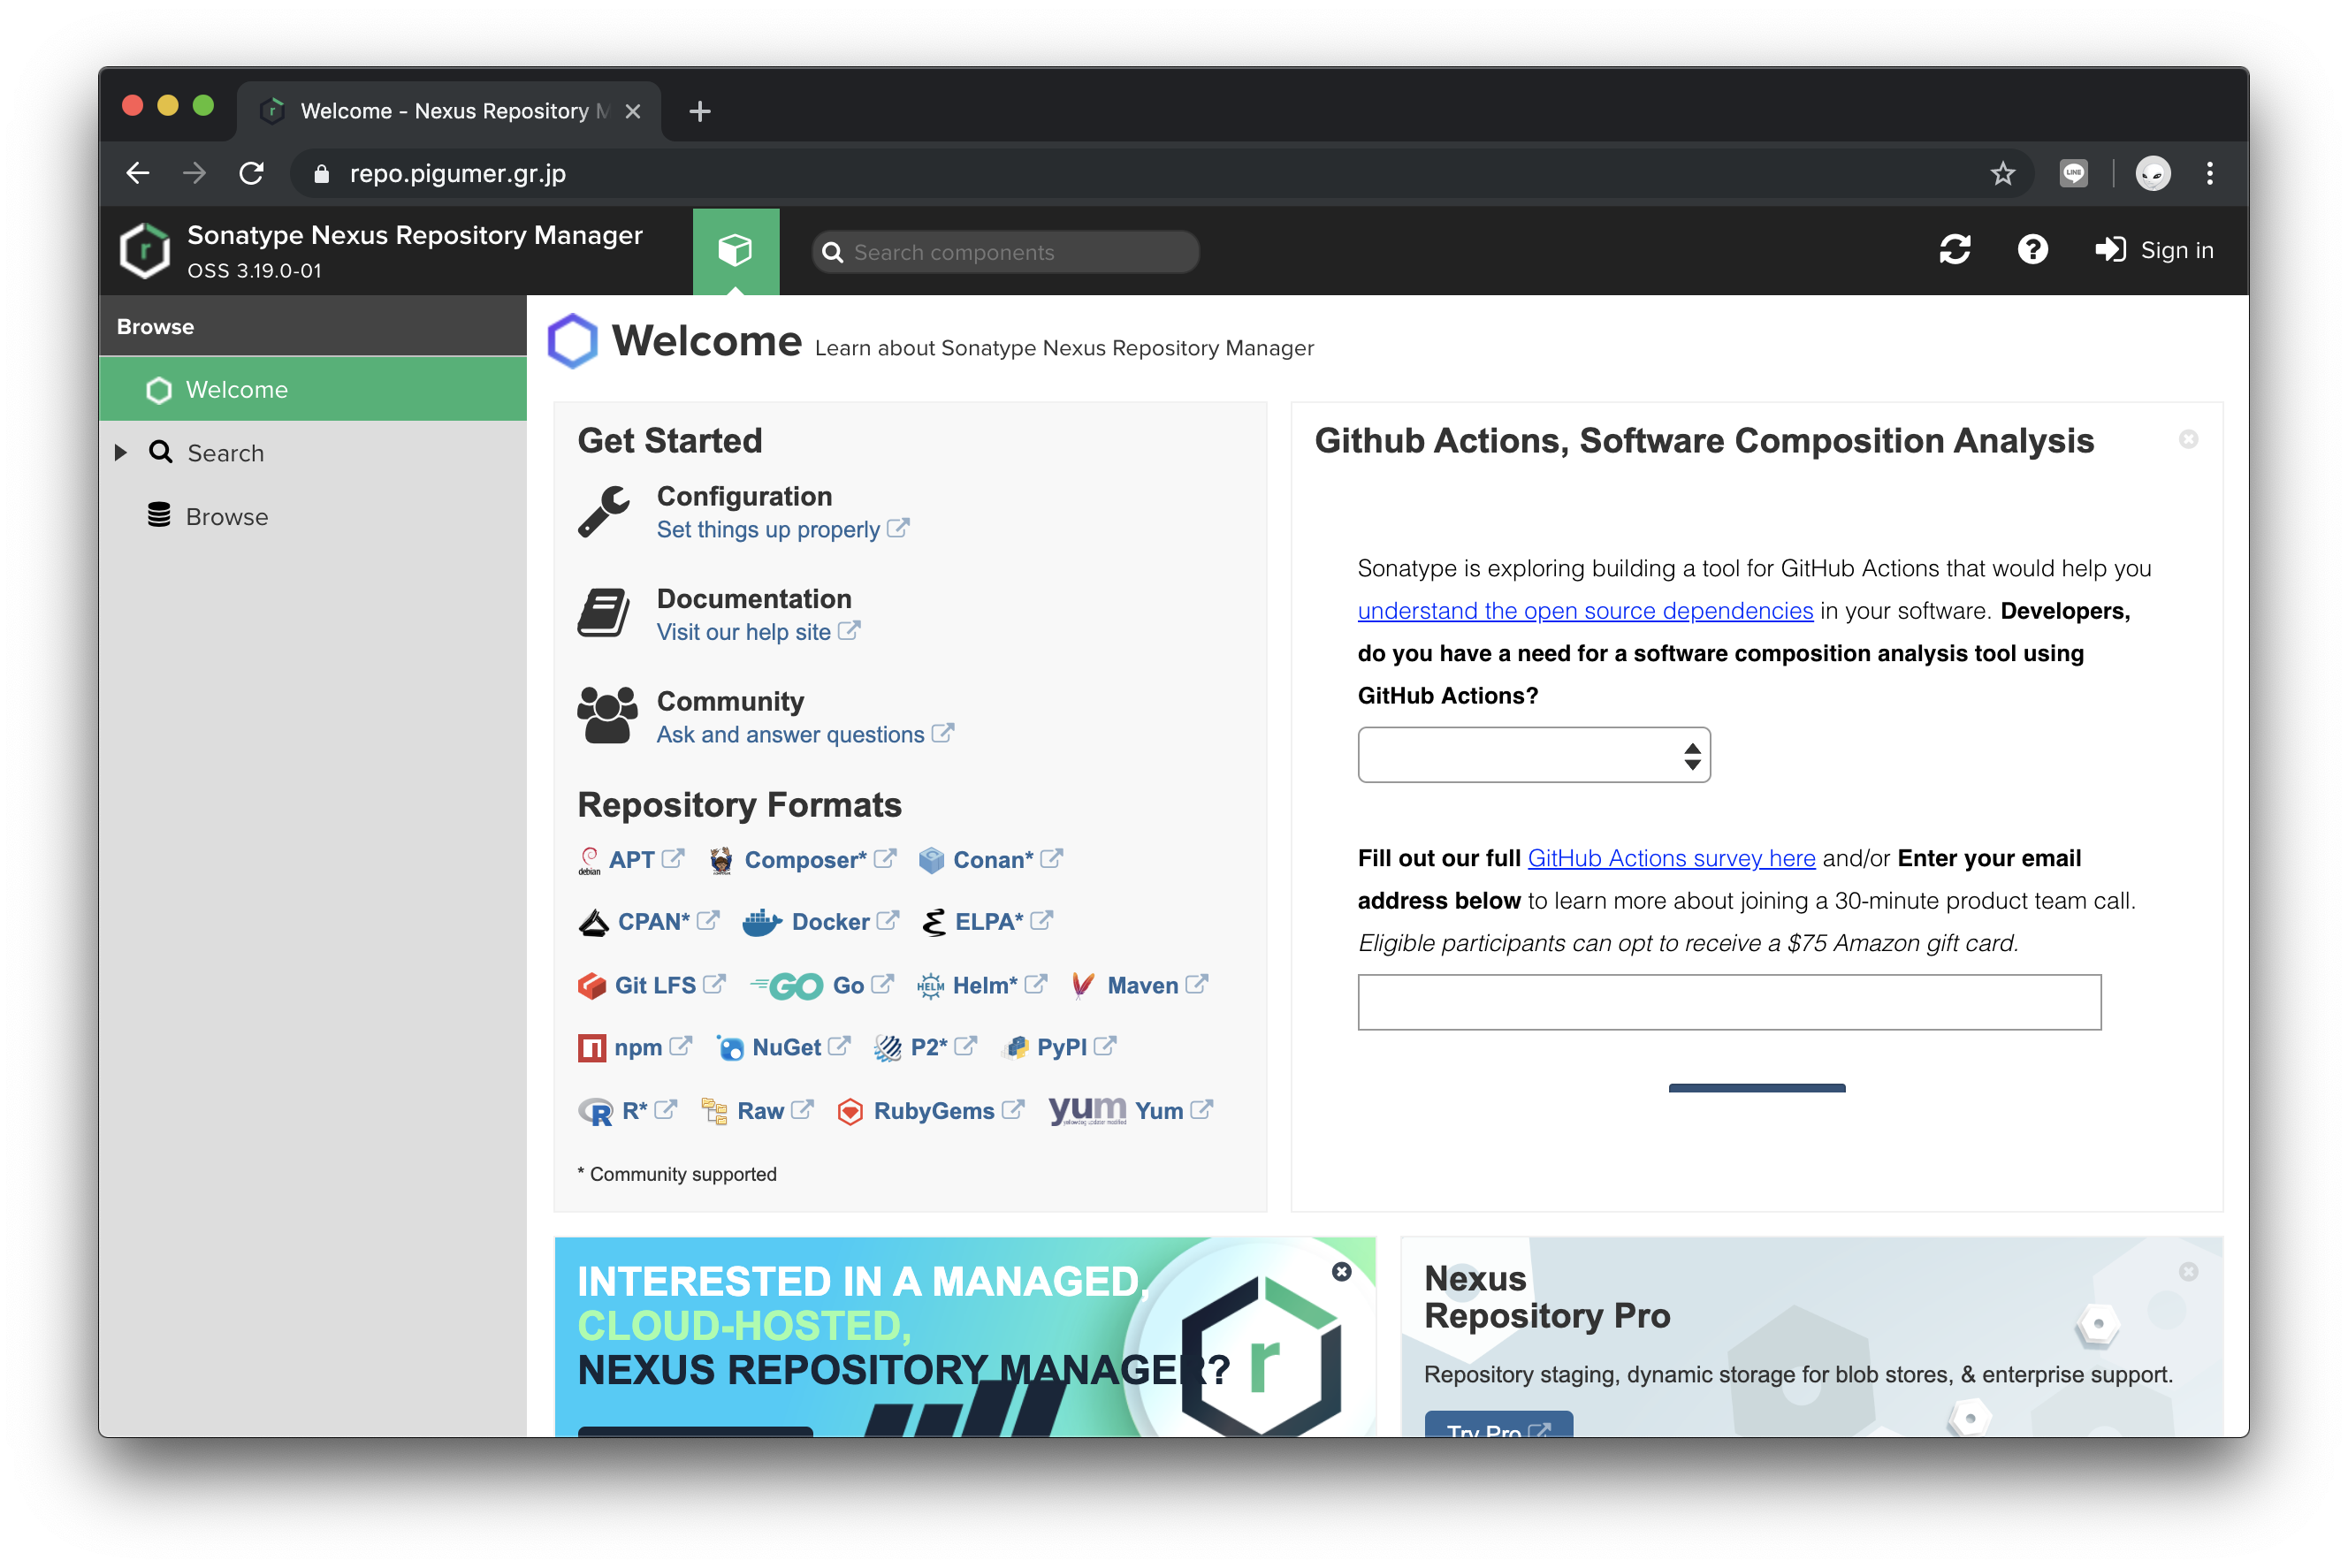 Welcome - Nexus Repository M
repo.pigumer.gr.jp
LINE
Sonatype Nexus Repository Manager
OSS 3.19.0-01
Search components
Sign in
Browse
Welcome
Search
Browse
Welcome Learn about Sonatype Nexus Repository Manager
Get Started
Configuration
Set things up properly
Documentation
Visit our help site
Community
Ask and answer questions
Repository Formats
debian APT Composer* Conan*
CPAN* Docker ELPA*
Git LFS GO Go HELM Helm* Maven
npm NuGet P2* PyPI
R R* Raw RubyGems yum Yum
* Community supported
Github Actions, Software Composition Analysis
Sonatype is exploring building a tool for GitHub Actions that would help you
understand the open source dependencies in your software. Developers,
do you have a need for a software composition analysis tool using
GitHub Actions?
Fill out our full GitHub Actions survey here and/or Enter your email
address below to learn more about joining a 30-minute product team call.
Eligible participants can opt to receive a $75 Amazon gift card.
INTERESTED IN A MANAGED,
CLOUD-HOSTED,
NEXUS REPOSITORY MANAGER?
r
Nexus
Repository Pro
Repository staging, dynamic storage for blob stores, & enterprise support.
Try Pro